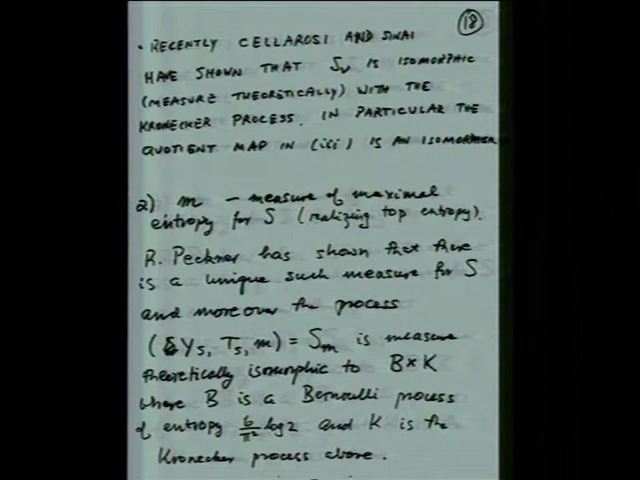 18
• RECENTLY CELLAROSI AND SINAI
HAVE SHOWN THAT Sν IS ISOMORPHIC
(MEASURE THEORETICALLY) WITH THE
KRONECKER PROCESS. IN PARTICULAR THE
QUOTIENT MAP IN (iii) IS AN
2) m – measure of maximal
entropy for S (realizing top entropy).
R. Peckner has shown that there
is a unique such measure for S
and moreover the process
(Y_S, T_S, m) = S_m is measure
theoretically isomorphic to B × K
where B is a Bernoulli process
of entropy 6/π² log 2 and K is the
Kronecker process above.